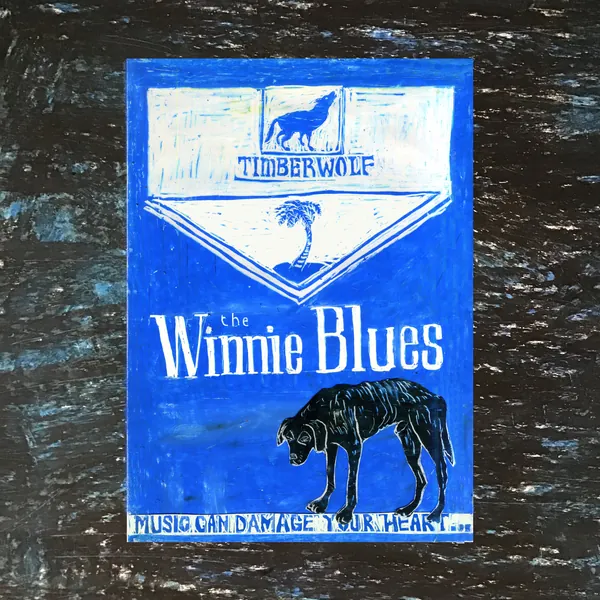 TIMBERWOLF
the
Winnie Blues
MUSIC CAN DAMAGE YOUR HEART...